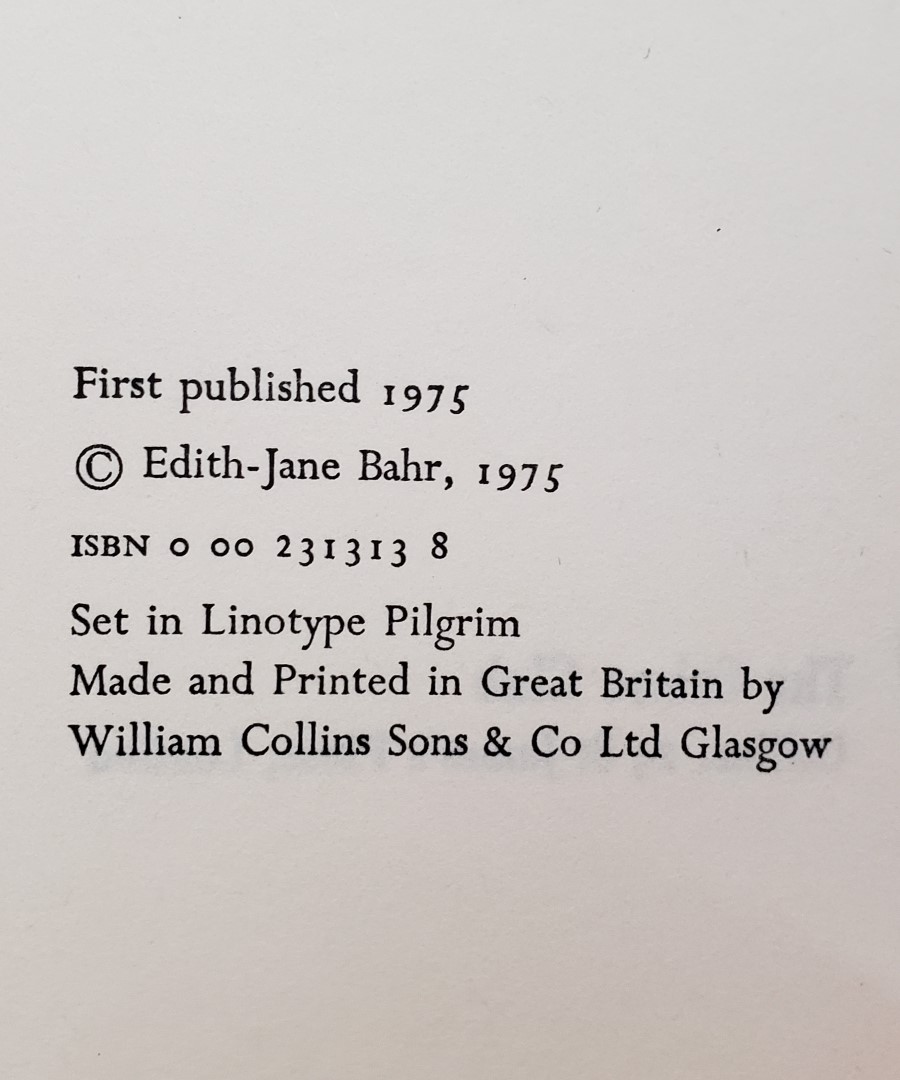 First published 1975
© Edith-Jane Bahr, 1975
ISBN 0 00 231313 8
Set in Linotype Pilgrim
Made and Printed in Great Britain by
William Collins Sons & Co Ltd Glasgow